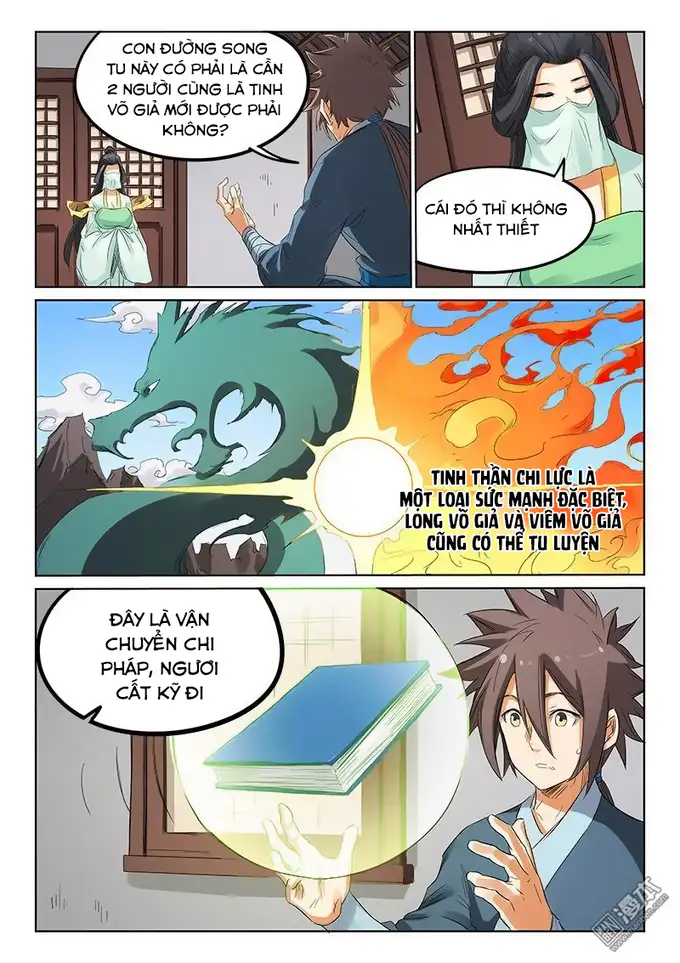 CON ĐƯỜNG SONG
TU NÀY CÓ PHẢI LÀ CẦN
2 NGƯỜI CÙNG LÀ TINH
VÕ GIẢ MỚI ĐƯỢC PHẢI
KHÔNG?
CÁI ĐÓ THÌ KHÔNG
NHẤT THIẾT
TINH THẦN CHI LỰC LÀ
MỘT LOẠI SỨC MẠNH ĐẶC BIỆT,
LONG VÕ GIẢ VÀ VIÊM VÕ GIẢ
CŨNG CÓ THỂ TU LUYỆN
ĐÂY LÀ VẬN
CHUYỂN CHI
PHÁP, NGƯƠI
CẤT KỸ ĐI
漫本